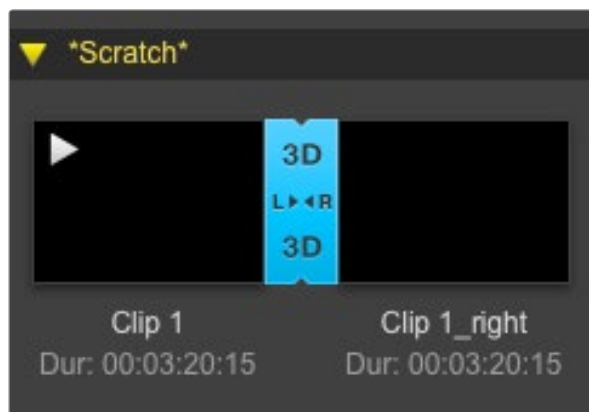 *Scratch*
3D
L R
3D
Clip 1
Clip 1_right
Dur: 00:03:20:15
Dur: 00:03:20:15